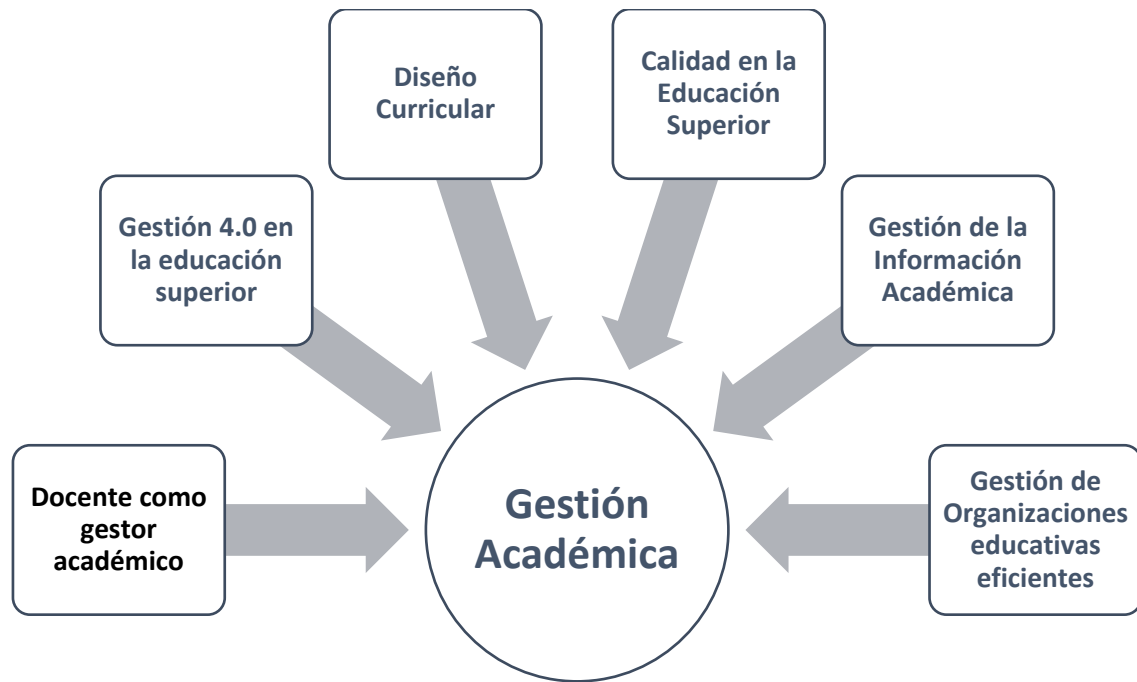 Diseño
Curricular
Calidad en la
Educación
Superior
Gestión 4.0 en
la educación
superior
Gestión de la
Información
Académica
Docente como
gestor
académico
Gestión
Académica
Gestión de
Organizaciones
educativas
eficientes